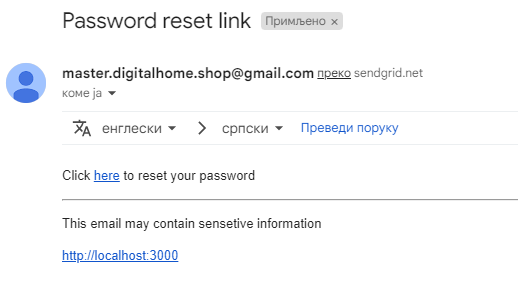 Password reset link Примљено ×
master.digitalhome.shop@gmail.com преко sendgrid.net
коме ја
енглески > српски Преведи поруку
Click here to reset your password
This email may contain sensetive information
http://localhost:3000